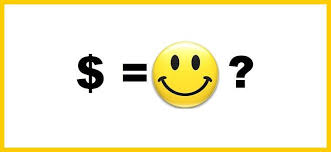 $ = ?